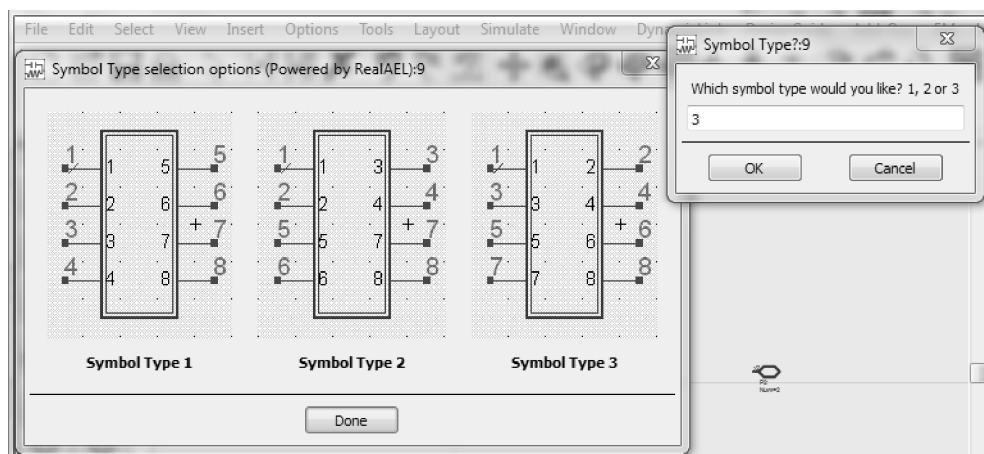 File Edit Select View Insert Options Tools Layout Simulate Window
Symbol Type selection options (Powered by RealAEL):9
1 1 5 5
2 2 6 6
3 3 7 7
4 4 8 8
Symbol Type 1
1 1 3 3
2 2 4 4
5 5 7 7
6 6 8 8
Symbol Type 2
1 1 2 2
3 3 4 4
5 5 6 6
7 7 8 8
Symbol Type 3
Done
Symbol Type?:9
Which symbol type would you like? 1, 2 or 3
3
OK Cancel
P2
Num=2